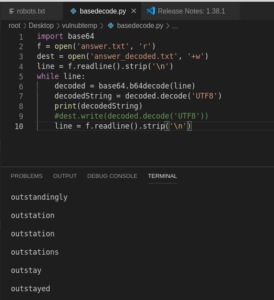 robots.txt
basedecode.py ×
Release Notes: 1.38.1
root > Desktop > vulnubtemp > basedecode.py > ...
1 import base64
2 f = open('answer.txt', 'r')
3 dest = open('answer_decoded.txt', '+w')
4 line = f.readline().strip('\n')
5 while line:
6 decoded = base64.b64decode(line)
7 decodedString = decoded.decode('UTF8')
8 print(decodedString)
9 #dest.write(decoded.decode('UTF8'))
10 line = f.readline().strip('\n')
PROBLEMS OUTPUT DEBUG CONSOLE TERMINAL
outstandingly
outstation
outstation
outstations
outstay
outstayed